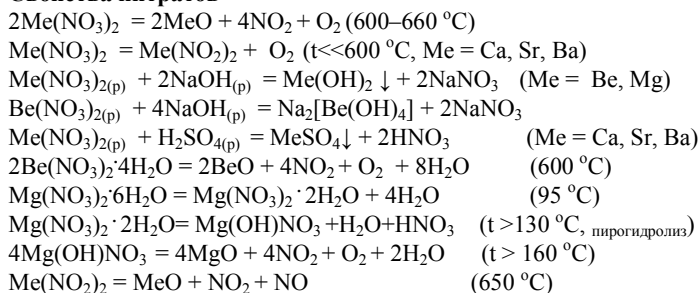 Свойства нитратов
2Me(NO₃)₂ = 2MeO + 4NO₂ + O₂ (600–660 °C)
Me(NO₃)₂ = Me(NO₂)₂ + O₂ (t<<600 °C, Me = Ca, Sr, Ba)
Me(NO₃)₂₍ₚ₎ + 2NaOH₍ₚ₎ = Me(OH)₂ ↓ + 2NaNO₃ (Me = Be, Mg)
Be(NO₃)₂₍ₚ₎ + 4NaOH₍ₚ₎ = Na₂[Be(OH)₄] + 2NaNO₃
Me(NO₃)₂₍ₚ₎ + H₂SO₄₍ₚ₎ = MeSO₄↓ + 2HNO₃ (Me = Ca, Sr, Ba)
2Be(NO₃)₂·4H₂O = 2BeO + 4NO₂ + O₂ + 8H₂O (600 °C)
Mg(NO₃)₂·6H₂O = Mg(NO₃)₂ · 2H₂O + 4H₂O (95 °C)
Mg(NO₃)₂ · 2H₂O= Mg(OH)NO₃ +H₂O+HNO₃ (t >130 °C, пирогидролиз)
4Mg(OH)NO₃ = 4MgO + 4NO₂ + O₂ + 2H₂O (t > 160 °C)
Me(NO₂)₂ = MeO + NO₂ + NO (650 °C)